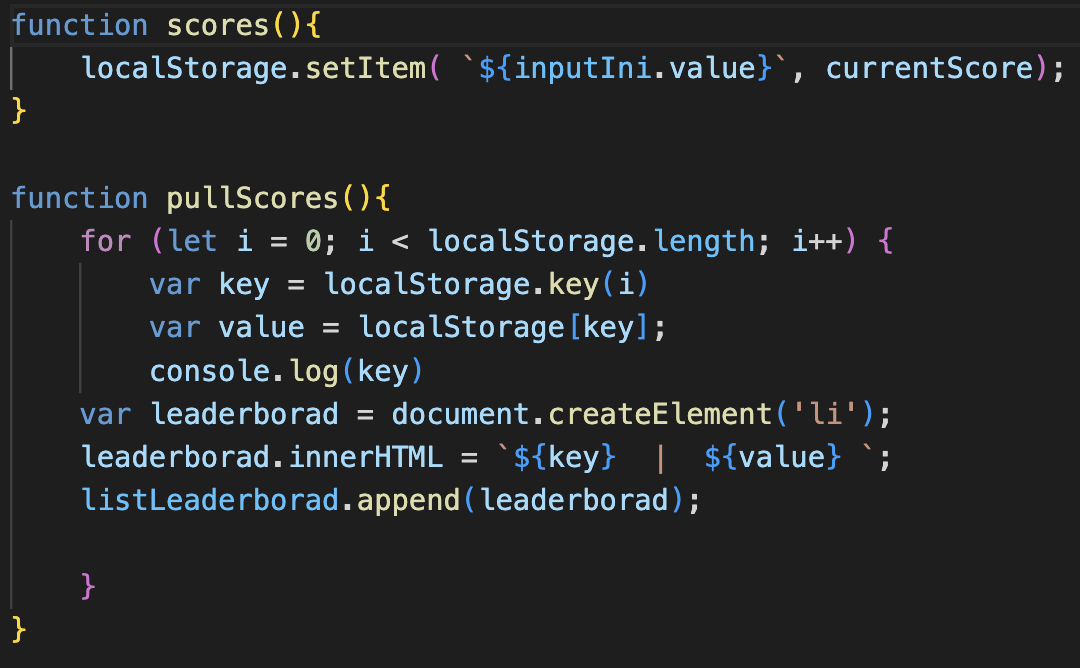 function scores(){
    localStorage.setItem( `${inputIni.value}`, currentScore);
}
function pullScores(){
    for (let i = 0; i < localStorage.length; i++) {
        var key = localStorage.key(i)
        var value = localStorage[key];
        console.log(key)
    var leaderborad = document.createElement('li');
    leaderborad.innerHTML = `${key}  |  ${value} `;
    listLeaderborad.append(leaderborad);
    }
}